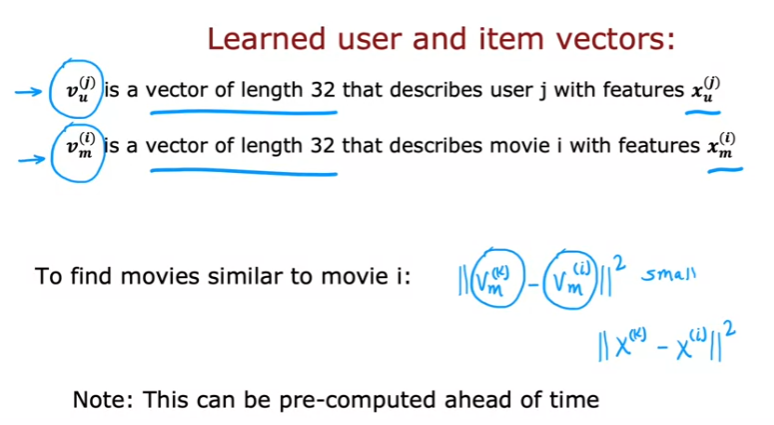 Learned user and item vectors:
→ v_u^(j) is a vector of length 32 that describes user j with features x_u^(j)
→ v_m^(i) is a vector of length 32 that describes movie i with features x_m^(i)
To find movies similar to movie i: ||v_m^(k) - v_m^(i)||^2 small
||x^(k) - x^(i)||^2
Note: This can be pre-computed ahead of time